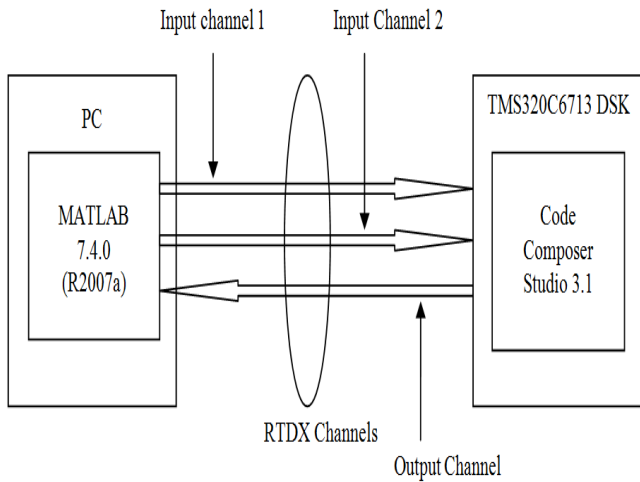 Input channel 1
Input Channel 2
PC
TMS320C6713 DSK
MATLAB
7.4.0
(R2007a)
Code
Composer
Studio 3.1
RTDX Channels
Output Channel